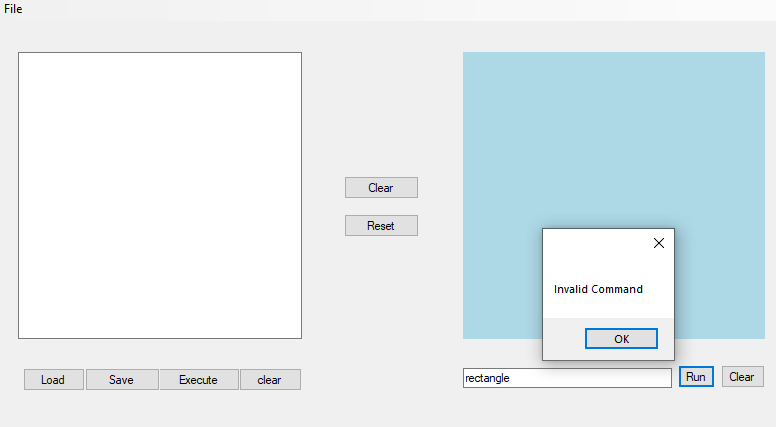 File
Clear
Reset
Invalid Command
OK
Load Save Execute clear
rectangle Run Clear